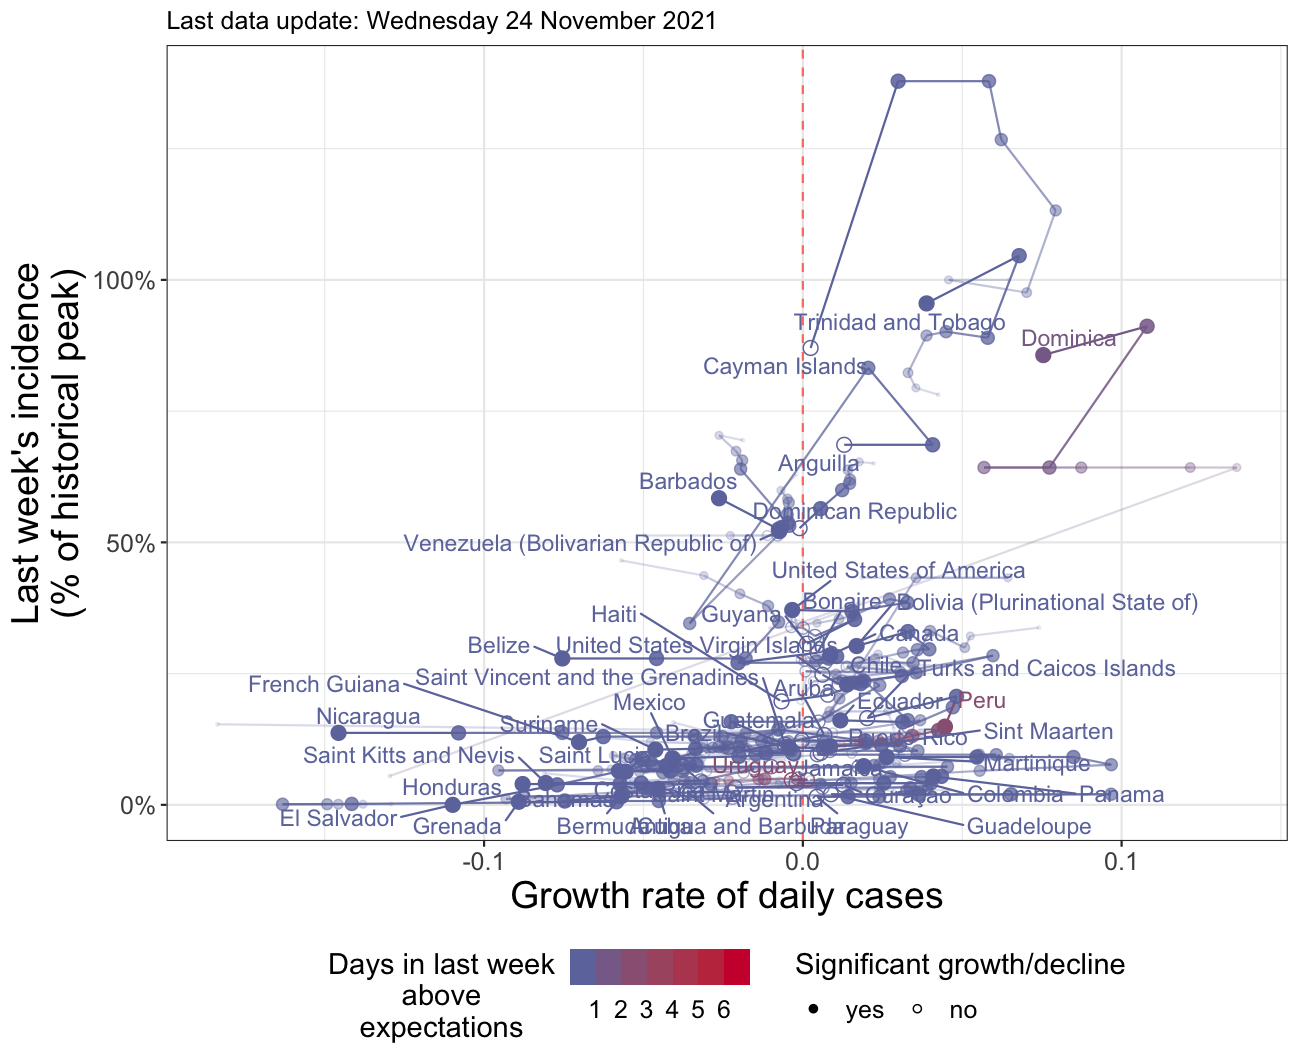 Last data update: Wednesday 24 November 2021
Last week's incidence
(% of historical peak)
100%
50%
0%
Trinidad and Tobago
Dominica
Cayman Islands
Anguilla
Barbados
Dominican Republic
Venezuela (Bolivarian Republic of)
United States of America
Haiti
Guyana
Bonaire
Bolivia (Plurinational State of)
Belize
United States Virgin Islands
Canada
Chile
Turks and Caicos Islands
French Guiana
Saint Vincent and the Grenadines
Aruba
Mexico
Ecuador
Peru
Nicaragua
Suriname
Guatemala
Brazil
Puerto Rico
Sint Maarten
Saint Kitts and Nevis
Saint Lucia
Uruguay
Jamaica
Martinique
Honduras
Bahamas
Saint Martin
Argentina
Curaçao
Colombia
Panama
El Salvador
Grenada
Bermuda
Cuba
Antigua and Barbuda
Paraguay
Guadeloupe
-0.1
0.0
0.1
Growth rate of daily cases
Days in last week
above
expectations
1 2 3 4 5 6
Significant growth/decline
yes
no